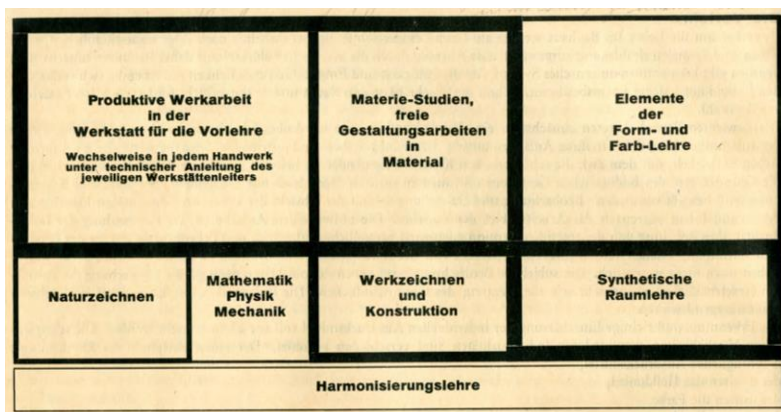 Produktive Werkarbeit
in der
Werkstatt für die Vorlehre
Wechselweise in jedem Handwerk
unter technischer Anleitung des
jeweiligen Werkstättenleiters
Materie-Studien,
freie
Gestaltungsarbeiten
in
Material
Elemente
der
Form- und
Farb-Lehre
Naturzeichnen
Mathematik
Physik
Mechanik
Werkzeichnen
und
Konstruktion
Synthetische
Raumlehre
Harmonisierungslehre